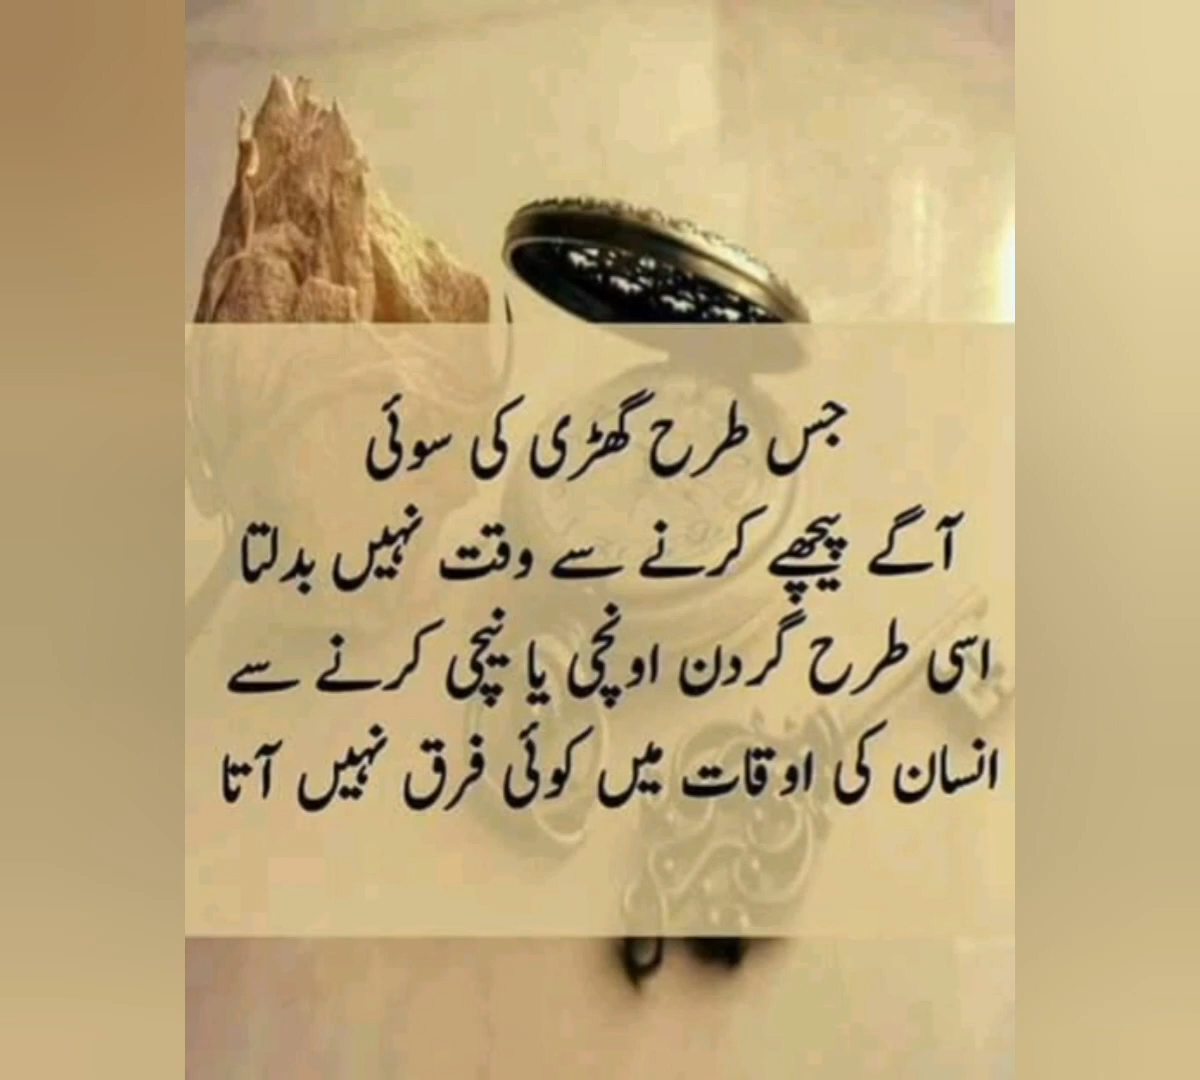 جس طرح گھڑی کی سوئی
آگے پیچھے کرنے سے وقت نہیں بدلتا
اسی طرح گردن اونچی یا نیچی کرنے سے
انسان کی اوقات میں کوئی فرق نہیں آتا